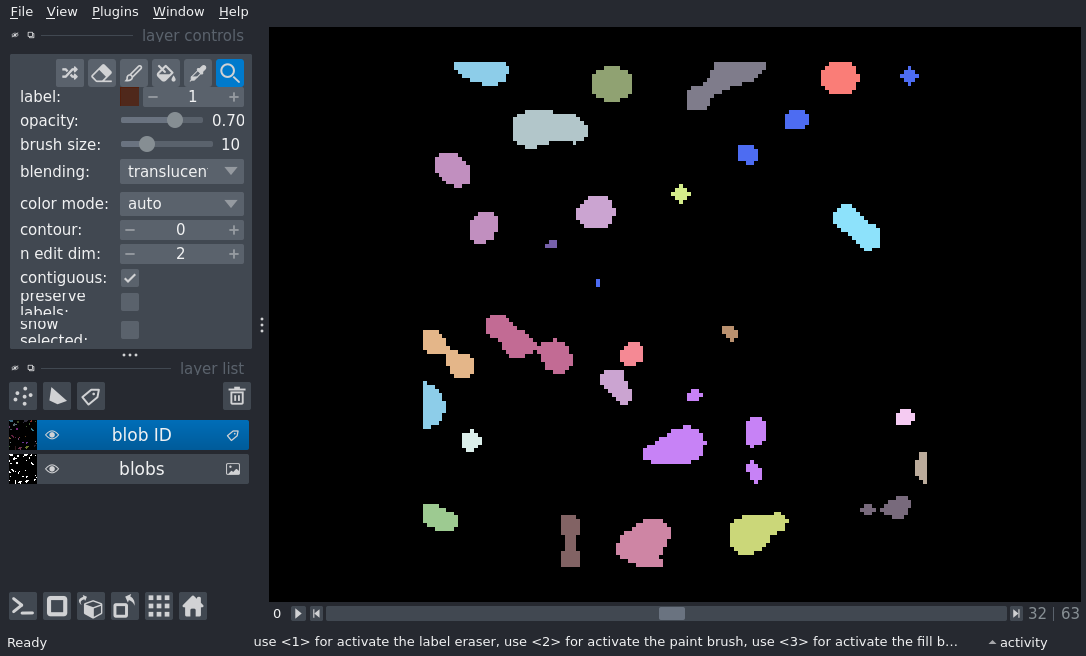 File View Plugins Window Help
layer controls
label: 1
opacity: 0.70
brush size: 10
blending: translucen
color mode: auto
contour: 0
n edit dim: 2
contiguous:
preserve
labels:
show
selected:
layer list
blob ID
blobs
0 32 63
Ready use <1> for activate the label eraser, use <2> for activate the paint brush, use <3> for activate the fill b... activity